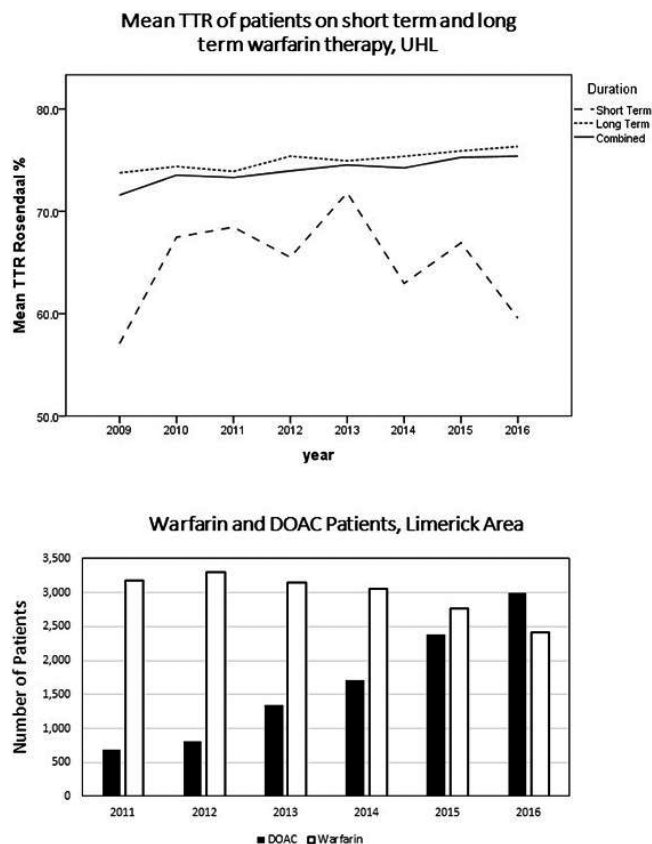 Mean TTR of patients on short term and long
term warfarin therapy, UHL
Duration
Short Term
Long Term
Combined
80.0
70.0
60.0
50.0
Mean TTR Rosendaal %
2009 2010 2011 2012 2013 2014 2015 2016
year
Warfarin and DOAC Patients, Limerick Area
3,500
3,000
2,500
2,000
1,500
1,000
500
0
Number of Patients
2011 2012 2013 2014 2015 2016
DOAC Warfarin